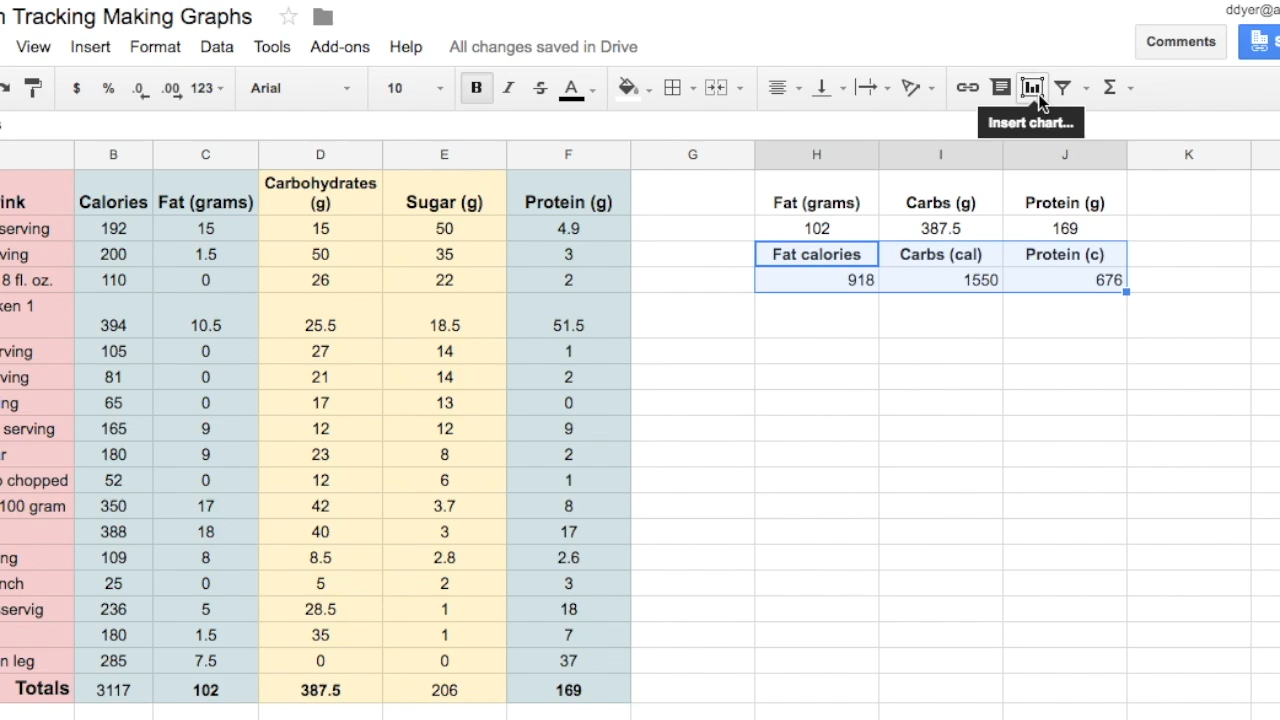 n Tracking Making Graphs
ddyer@a
View Insert Format Data Tools Add-ons Help All changes saved in Drive
Comments
$ % .0 .00 123 Arial 10 B I S A Σ
Insert chart...
B C D E F G H I J K
rink Calories Fat (grams) Carbohydrates (g) Sugar (g) Protein (g) Fat (grams) Carbs (g) Protein (g)
serving 192 15 15 50 4.9 102 387.5 169
ving 200 1.5 50 35 3 Fat calories Carbs (cal) Protein (c)
8 fl. oz. 110 0 26 22 2 918 1550 676
ken 1 394 10.5 25.5 18.5 51.5
rving 105 0 27 14 1
ving 81 0 21 14 2
ng 65 0 17 13 0
serving 165 9 12 12 9
r 180 9 23 8 2
o chopped 52 0 12 6 1
100 gram 350 17 42 3.7 8
388 18 40 3 17
ng 109 8 8.5 2.8 2.6
nch 25 0 5 2 3
servig 236 5 28.5 1 18
180 1.5 35 1 7
n leg 285 7.5 0 0 37
Totals 3117 102 387.5 206 169